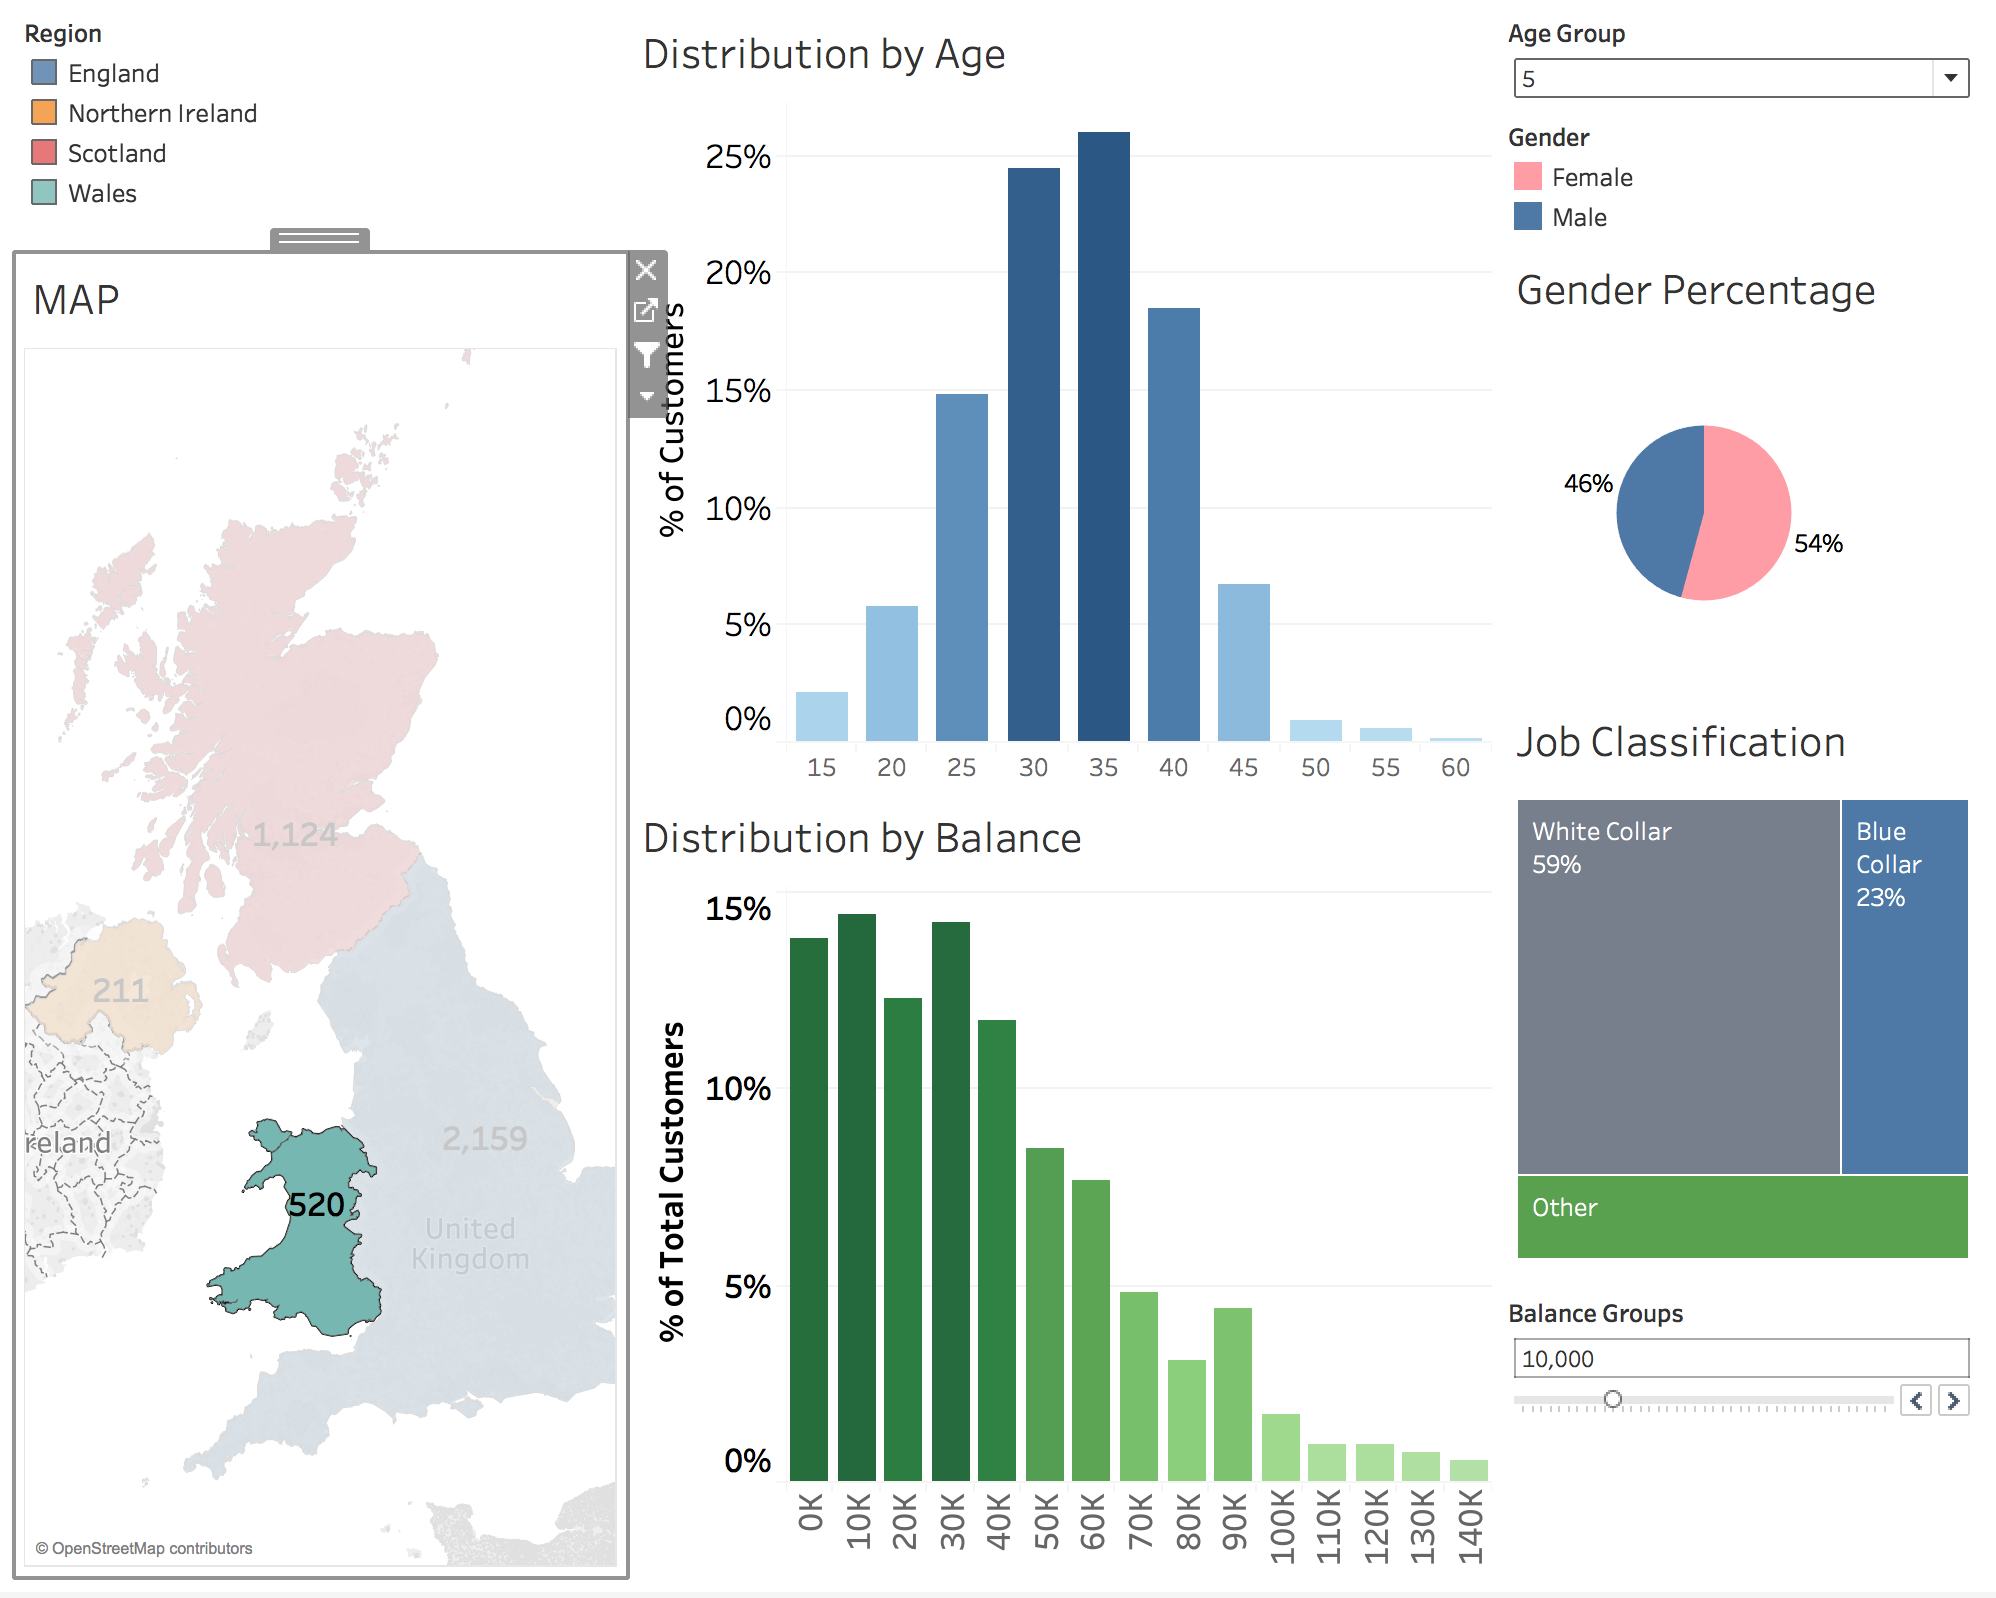 Region
England
Northern Ireland
Scotland
Wales
MAP
1,124
211
2,159
reland
520
United
Kingdom
© OpenStreetMap contributors
Distribution by Age
% of Customers
25%
20%
15%
10%
5%
0%
15 20 25 30 35 40 45 50 55 60
Distribution by Balance
% of Total Customers
15%
10%
5%
0%
0K 10K 20K 30K 40K 50K 60K 70K 80K 90K 100K 110K 120K 130K 140K
Age Group
5
Gender
Female
Male
Gender Percentage
46%
54%
Job Classification
White Collar
59%
Blue
Collar
23%
Other
Balance Groups
10,000